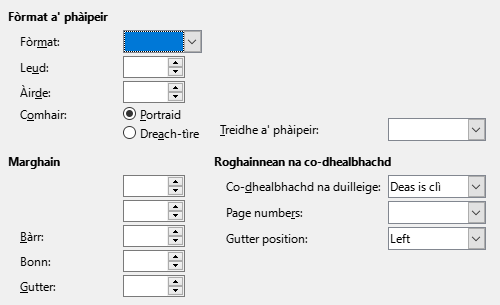 Fòrmat a' phàipeir
Fòrmat:
Leud:
Àirde:
Comhair:
Portraid
Dreach-tìre
Treidhe a' phàipeir:
Marghain
Roghainnean na co-dhealbhachd
Co-dhealbhachd na duilleige:
Deas is clì
Page numbers:
Bàrr:
Gutter position:
Left
Bonn:
Gutter: